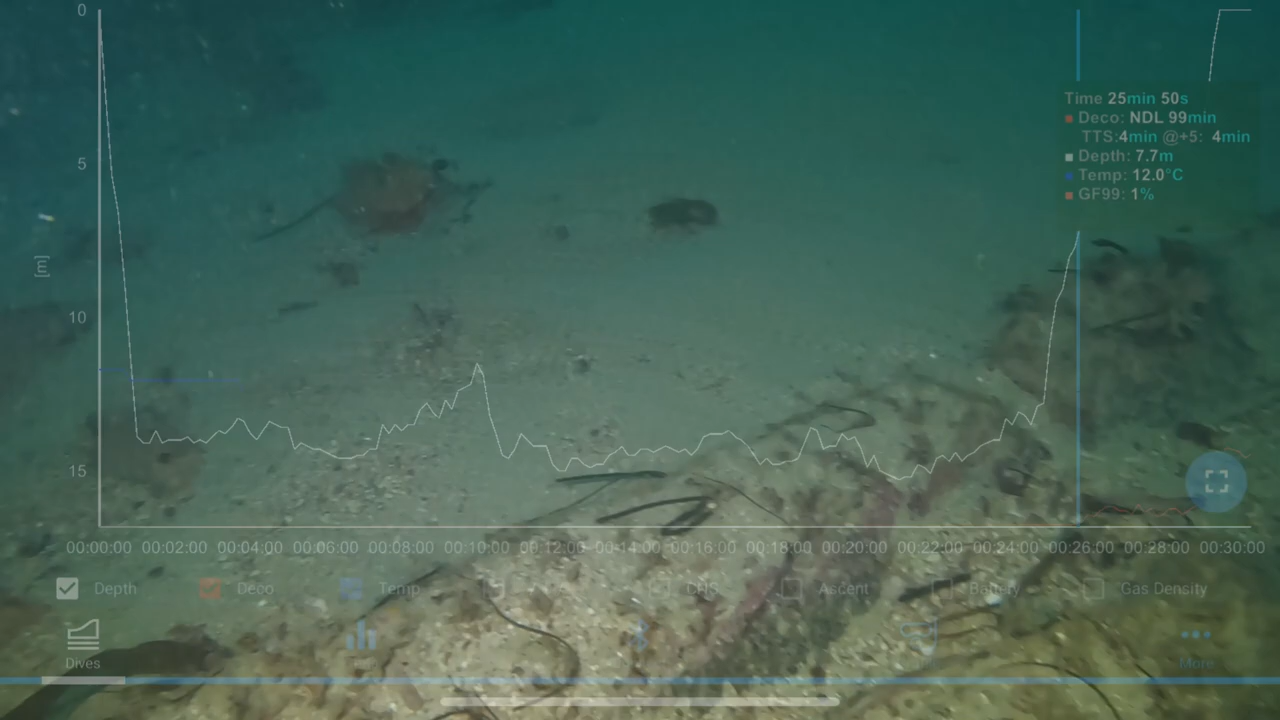 0
5
10
15
[m]
Time 25min 50s
Deco: NDL 99min
TTS:4min @+5: 4min
Depth: 7.7m
Temp: 12.0°C
GF99: 1%
00:00:00 00:02:00 00:04:00 00:06:00 00:08:00 00:10:00 00:12:00 00:14:00 00:16:00 00:18:00 00:20:00 00:22:00 00:24:00 00:26:00 00:28:00 00:30:00
Depth Deco Temp CNS Ascent Battery Gas Density
Dives More